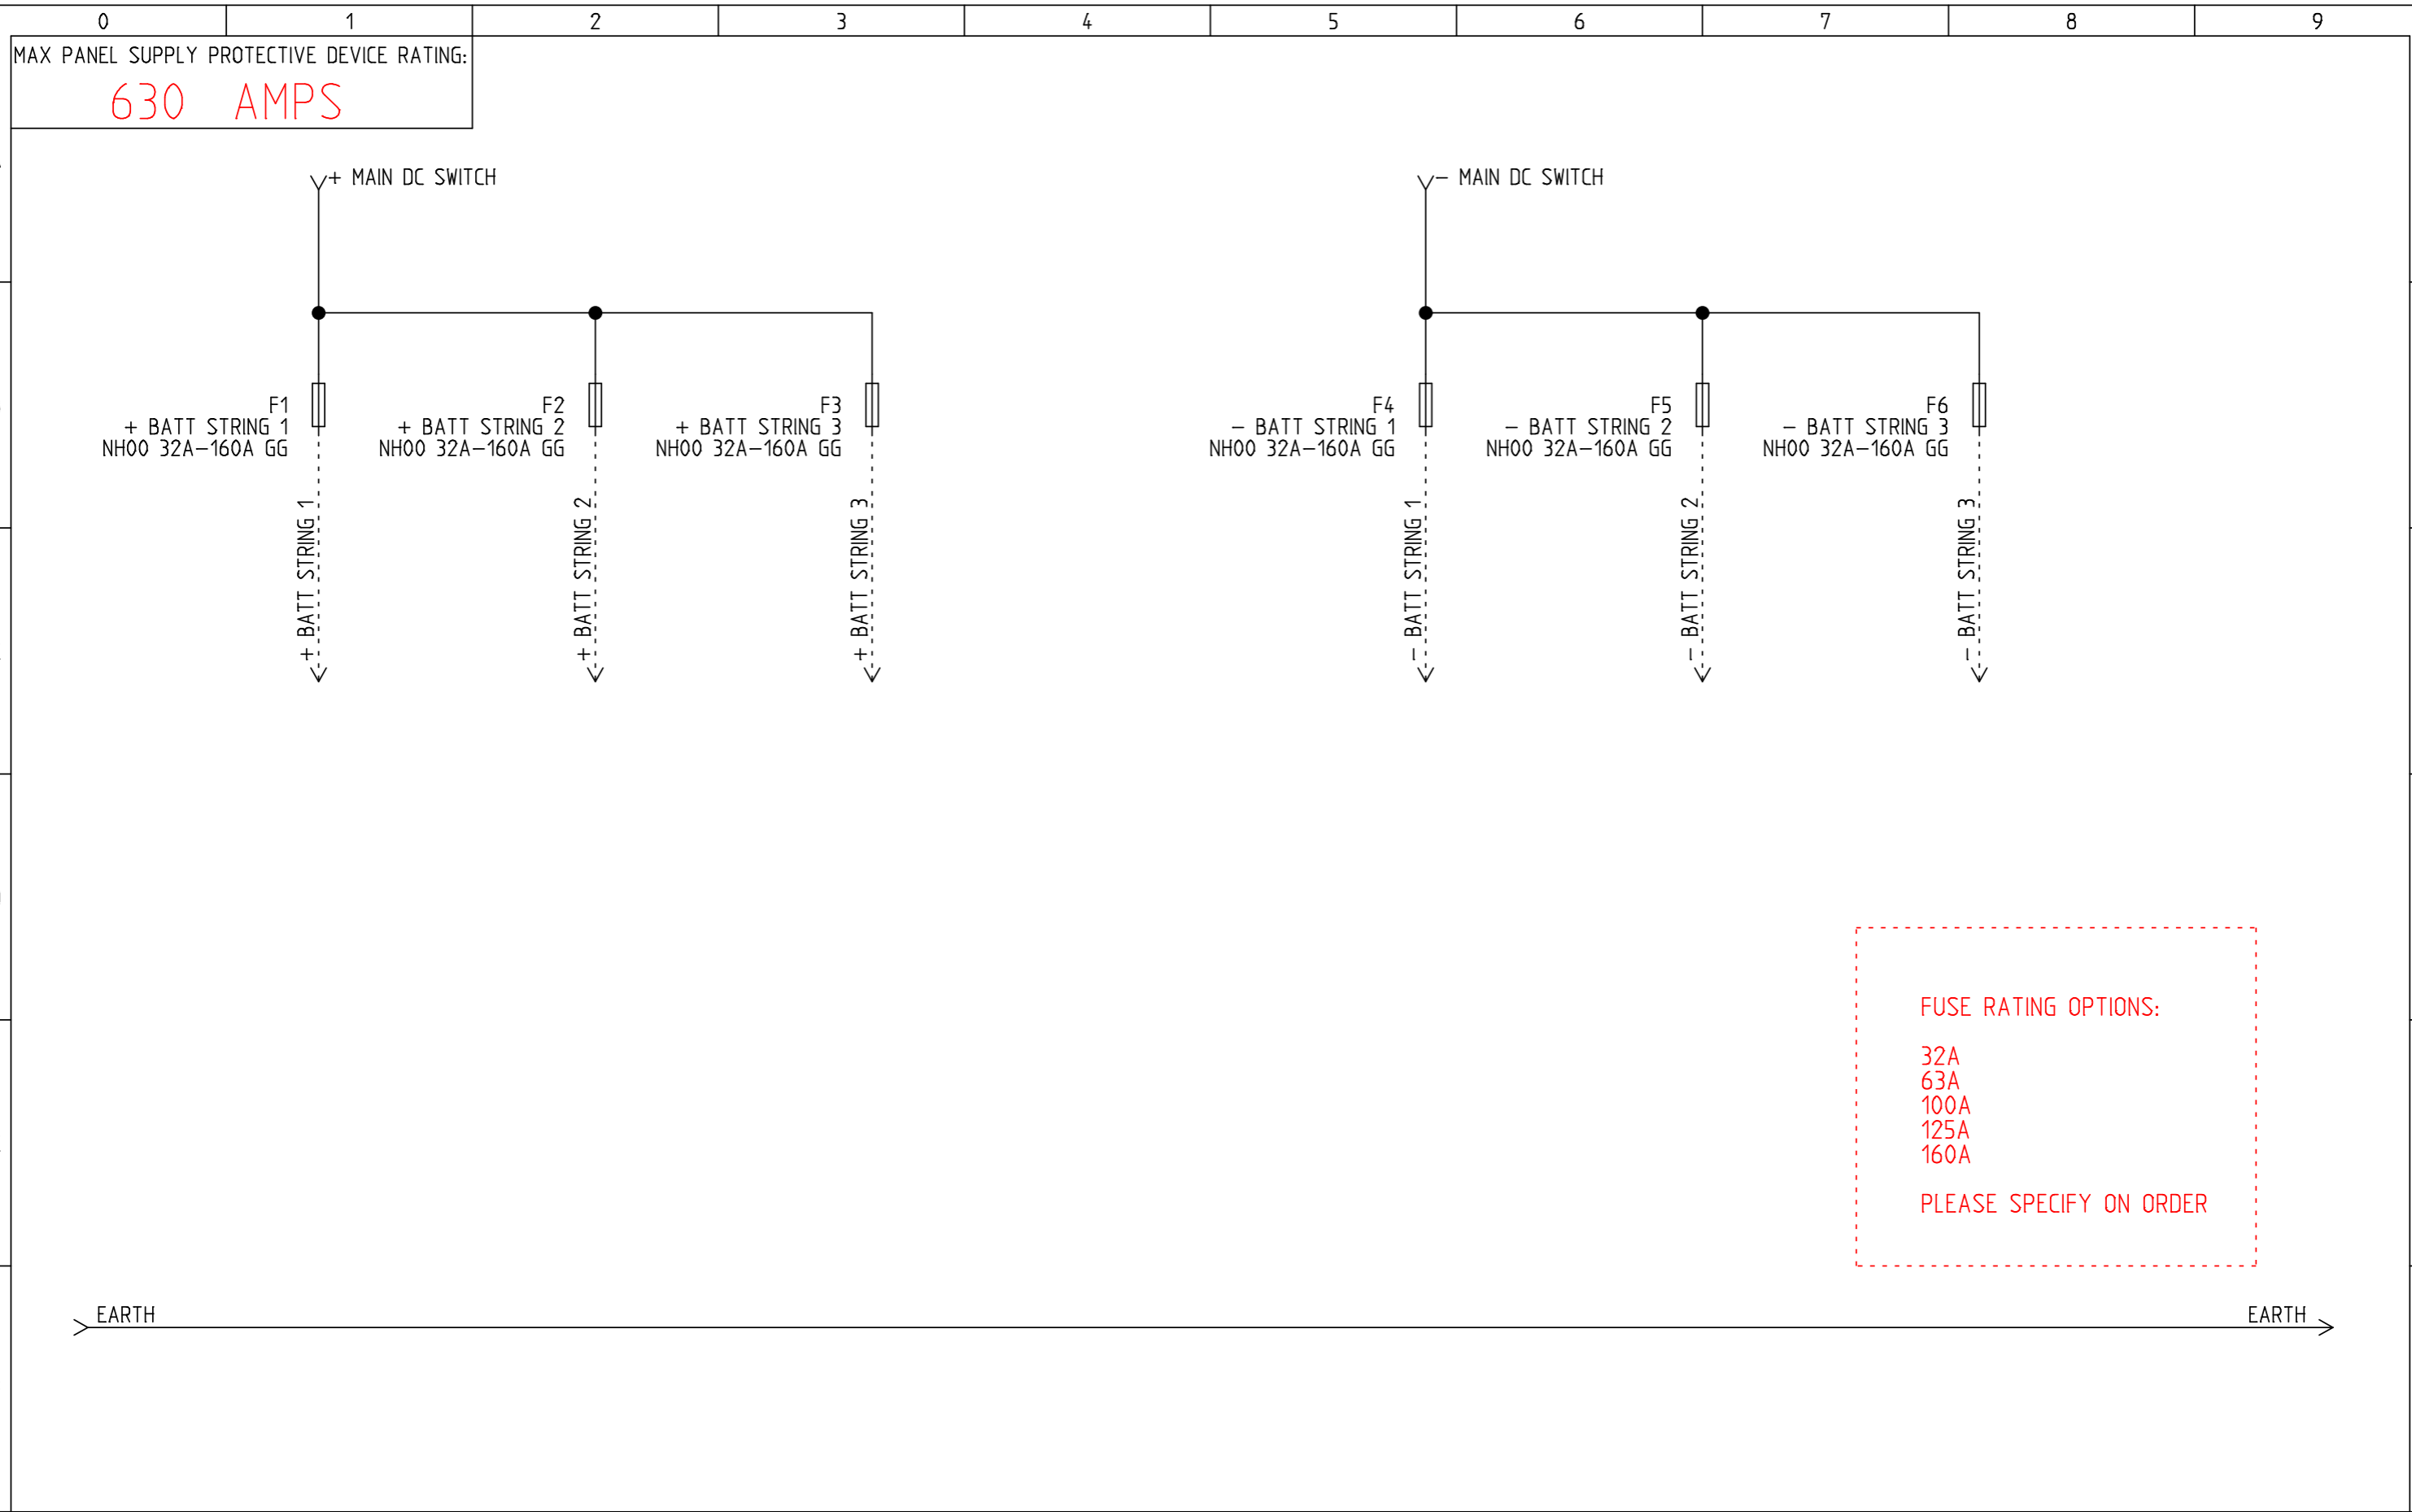 0 1 2 3 4 5 6 7 8 9
MAX PANEL SUPPLY PROTECTIVE DEVICE RATING:
630 AMPS
+ MAIN DC SWITCH
− MAIN DC SWITCH
F1
+ BATT STRING 1
NH00 32A−160A GG
F2
+ BATT STRING 2
NH00 32A−160A GG
F3
+ BATT STRING 3
NH00 32A−160A GG
F4
− BATT STRING 1
NH00 32A−160A GG
F5
− BATT STRING 2
NH00 32A−160A GG
F6
− BATT STRING 3
NH00 32A−160A GG
+ BATT STRING 1
+ BATT STRING 2
+ BATT STRING 3
− BATT STRING 1
− BATT STRING 2
− BATT STRING 3
FUSE RATING OPTIONS:
32A
63A
100A
125A
160A
PLEASE SPECIFY ON ORDER
EARTH
EARTH